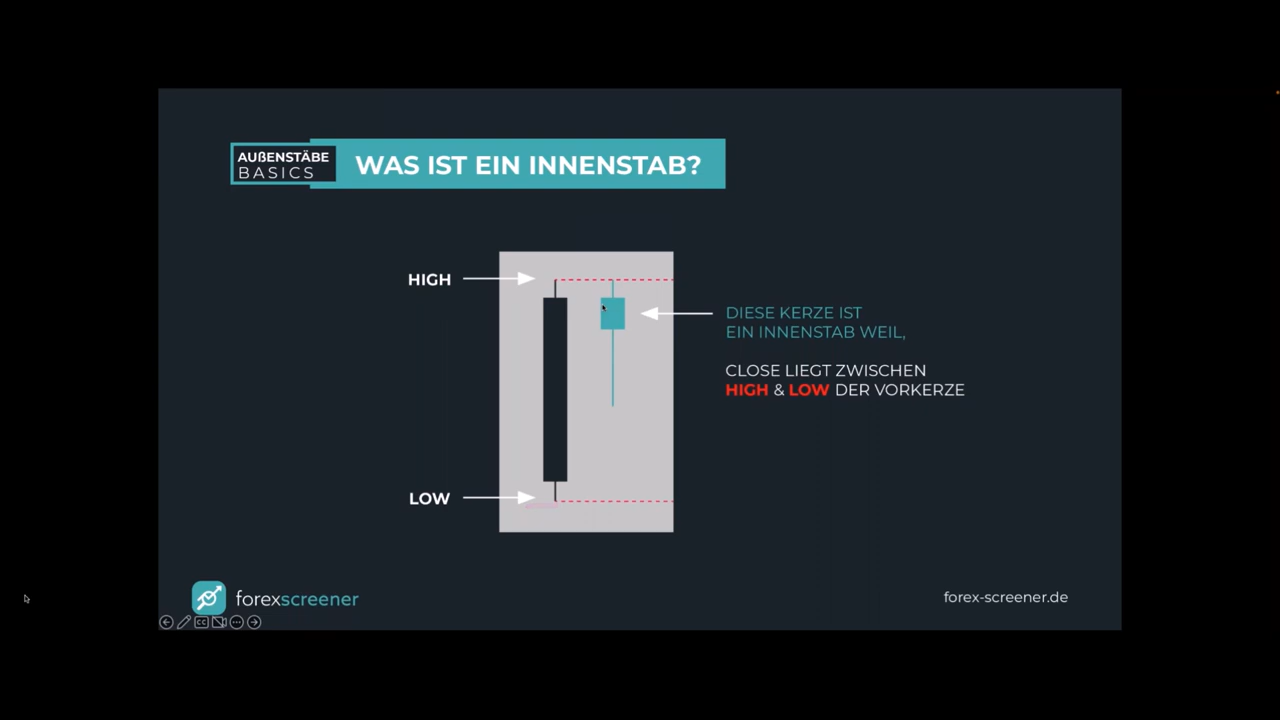 AUßENSTÄBE
BASICS
WAS IST EIN INNENSTAB?
HIGH
DIESE KERZE IST
EIN INNENSTAB WEIL,
CLOSE LIEGT ZWISCHEN
HIGH & LOW DER VORKERZE
LOW
forexscreener
forex-screener.de
CC